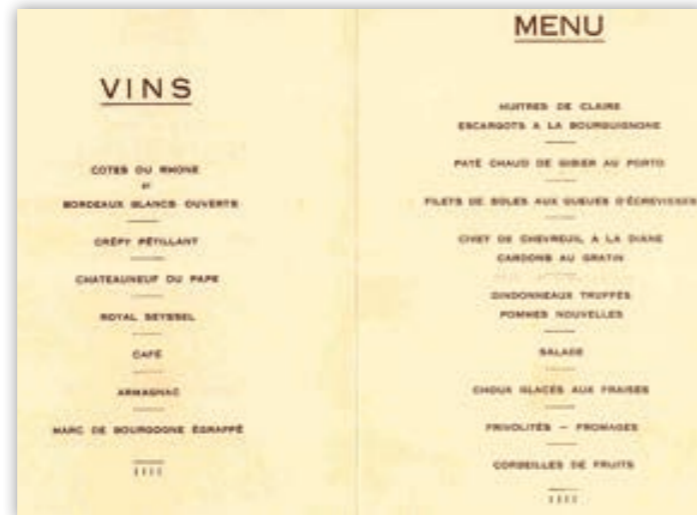 VINS
COTES DU RHONE
ET
BORDEAUX BLANCS OUVERTS
CRÉPY PÉTILLANT
CHATEAUNEUF DU PAPE
ROYAL SEYSSEL
CAFÉ
ARMAGNAC
MARC DE BOURGOGNE ÉGRAPPÉ
MENU
HUITRES DE CLAIRE
ESCARGOTS A LA BOURGUIGNONE
PATÉ CHAUD DE GIBIER AU PORTO
FILETS DE SOLES AUX QUEUES D'ÉCREVISSES
CIVET DE CHEVREUIL A LA DIANE
CARDONS AU GRATIN
DINDONNEAUX TRUFFÉS
POMMES NOUVELLES
SALADE
CHOUX GLACÉS AUX FRAISES
FRIVOLITÉS – FROMAGES
CORBEILLES DE FRUITS